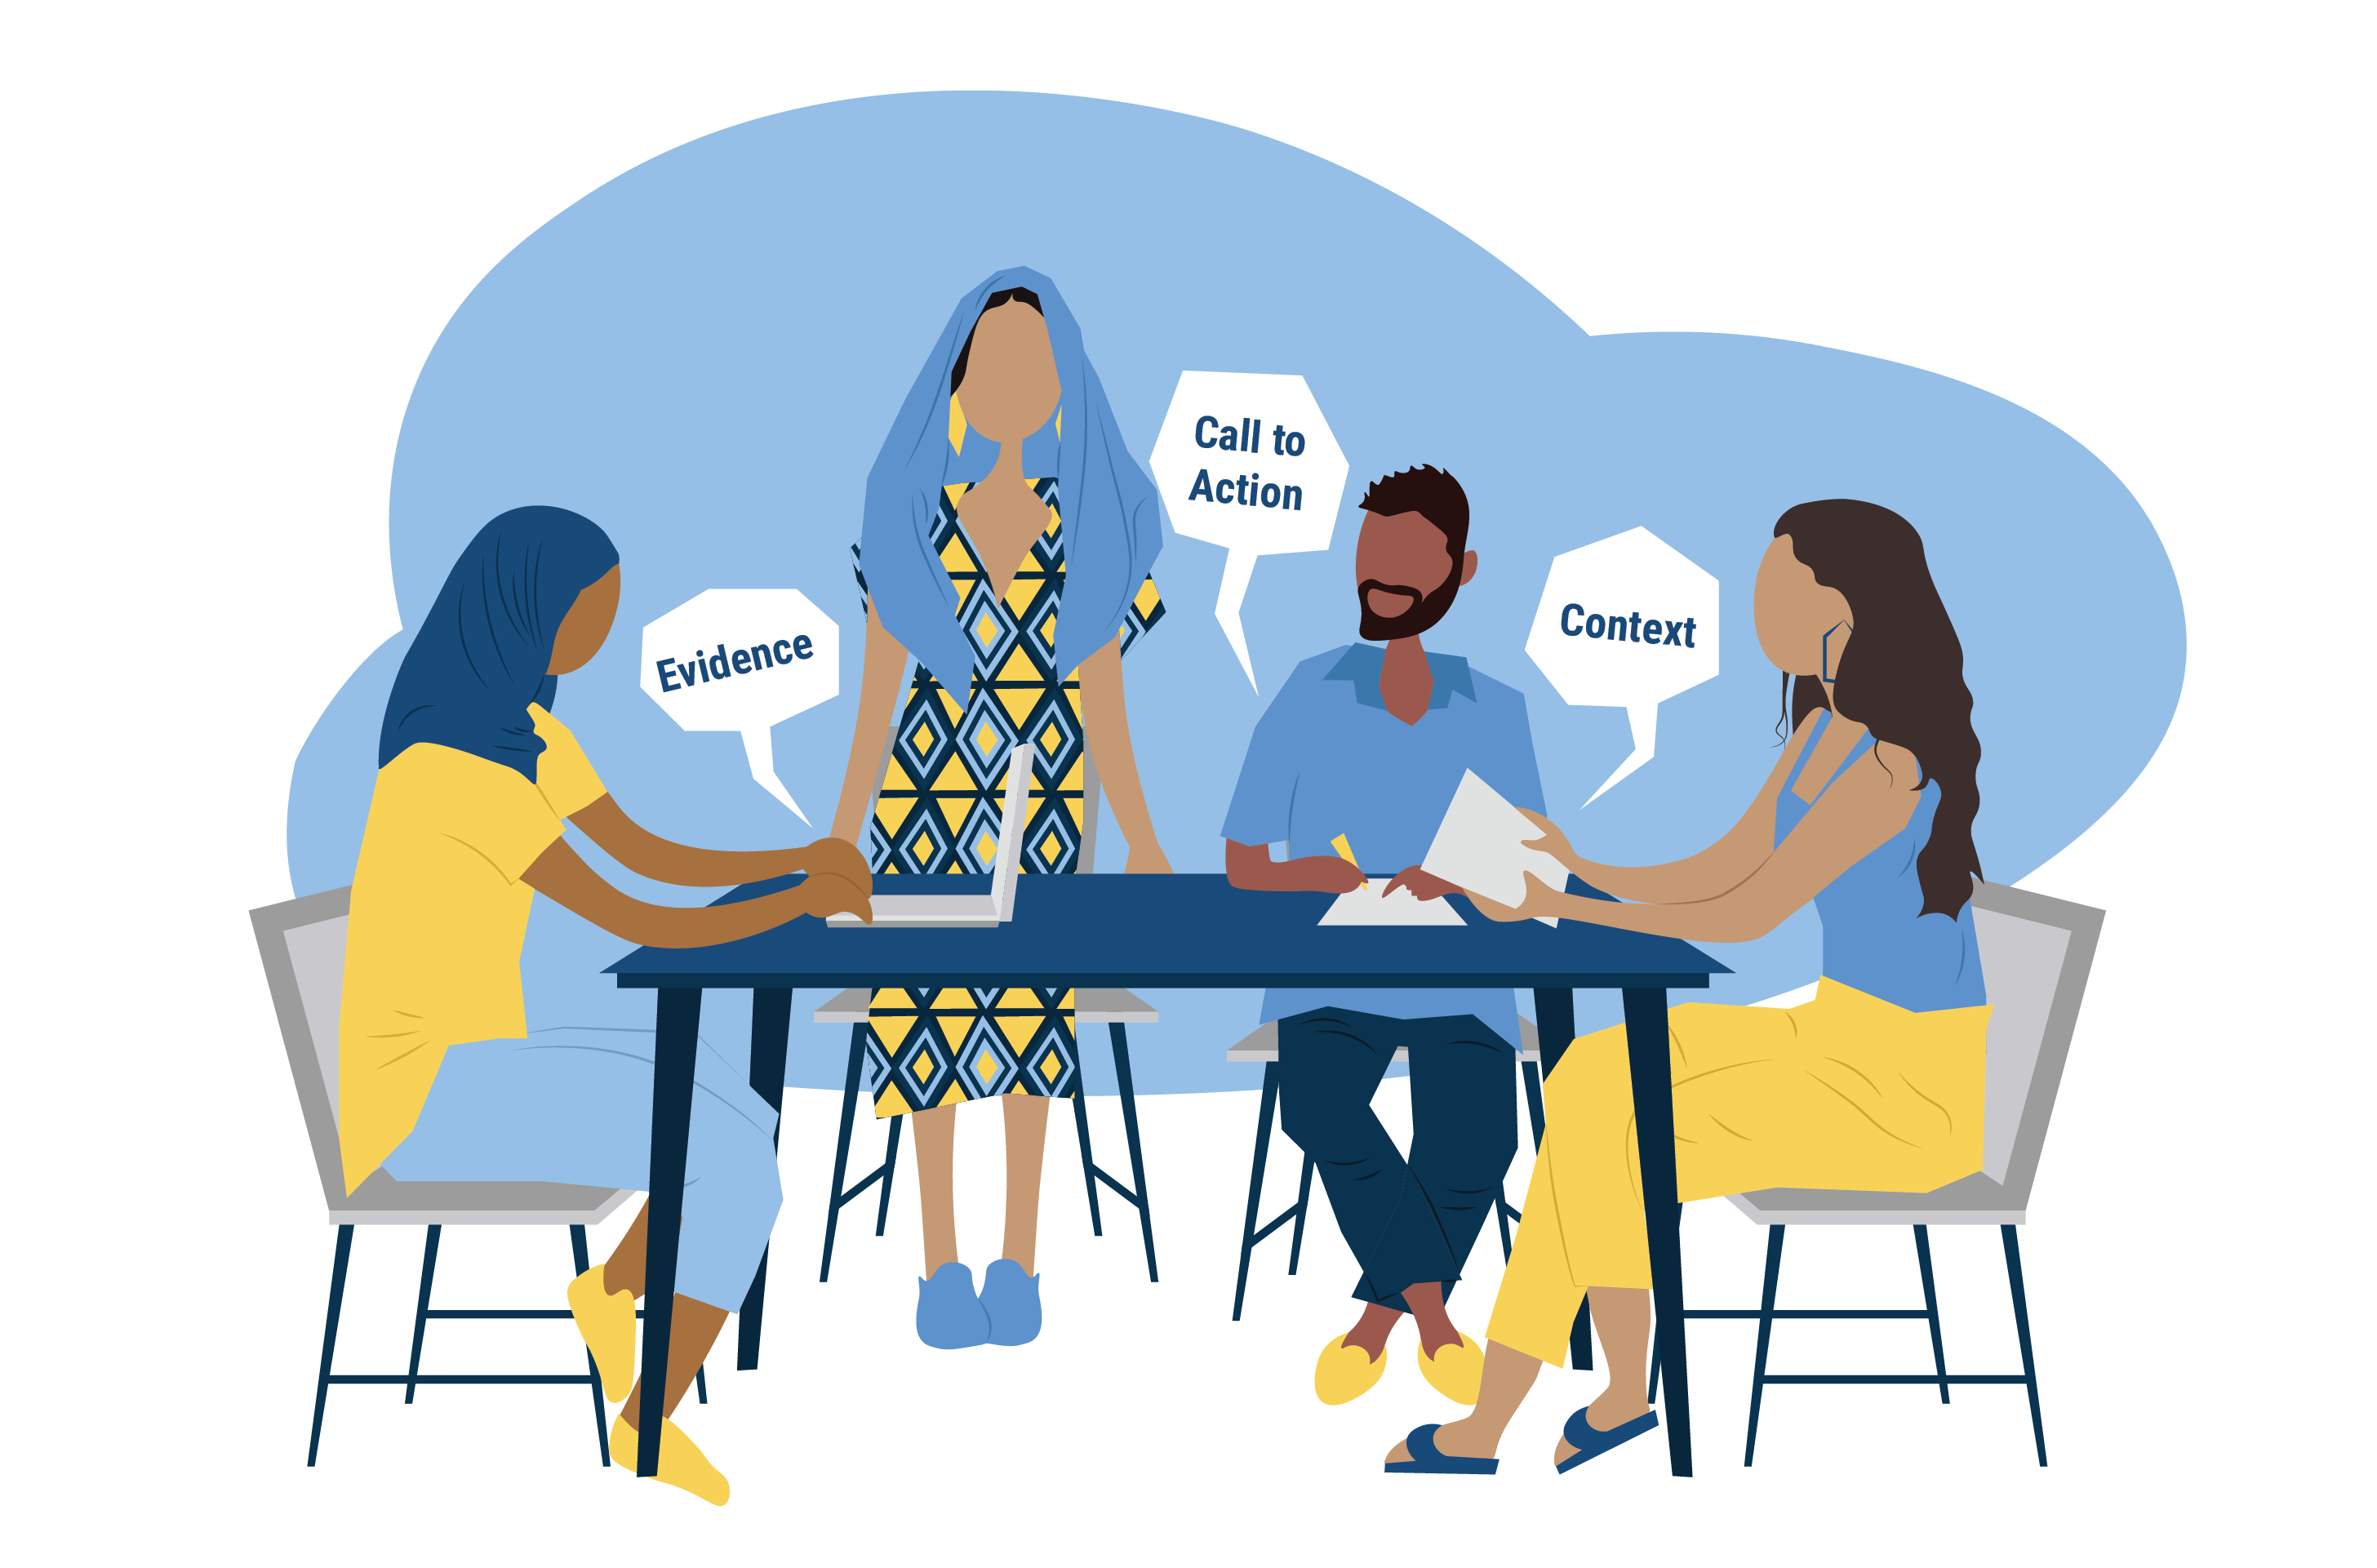 Evidence
Call to
Action
Context